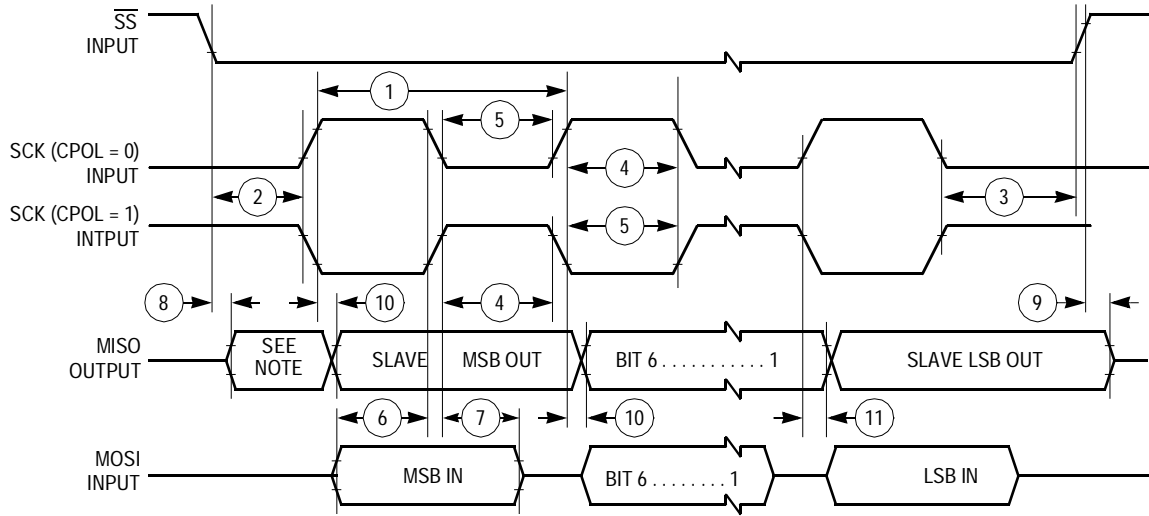 SS
INPUT
1
5
SCK (CPOL = 0)
INPUT
4
2
3
SCK (CPOL = 1)
INTPUT
5
8
10
4
9
MISO
OUTPUT
SEE
NOTE
SLAVE
MSB OUT
BIT 6 . . . . . . . . . . . 1
SLAVE LSB OUT
6
7
10
11
MOSI
INPUT
MSB IN
BIT 6 . . . . . . . . 1
LSB IN